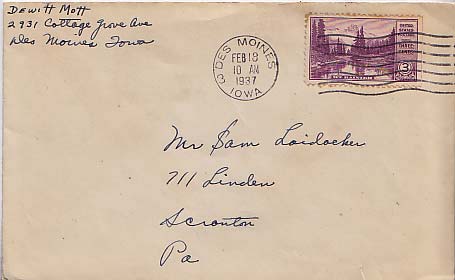 Dewitt Mott
2931 Cottage Grove Ave
Des Moines Iowa
DES MOINES
FEB 18
10 AM
1937
IOWA
3
Mr Sam Laidacker
711 Linden
Scranton
Pa